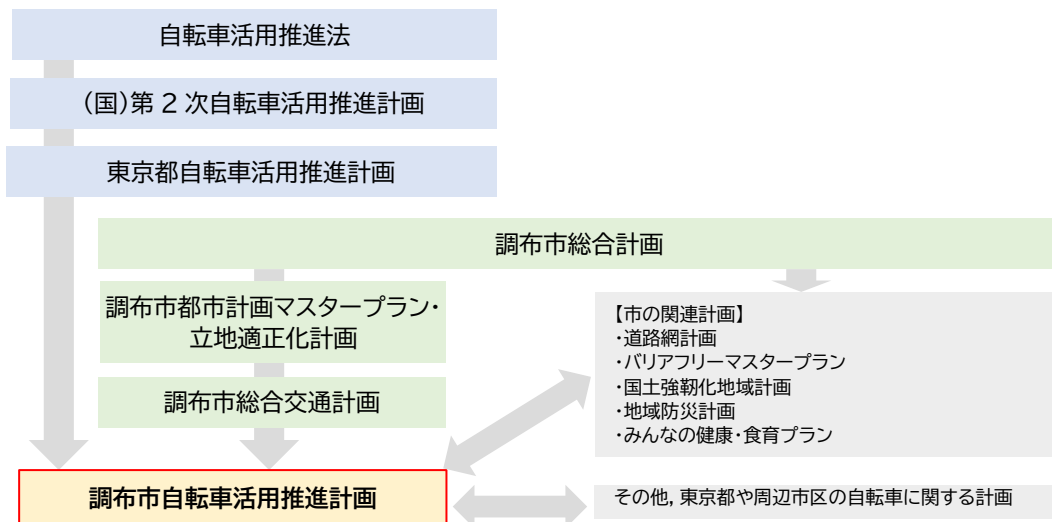 自転車活用推進法
(国)第 2 次自転車活用推進計画
東京都自転車活用推進計画
調布市総合計画
調布市都市計画マスタープラン・
立地適正化計画
調布市総合交通計画
【市の関連計画】
・道路網計画
・バリアフリーマスタープラン
・国土強靭化地域計画
・地域防災計画
・みんなの健康・食育プラン
調布市自転車活用推進計画
その他, 東京都や周辺市区の自転車に関する計画